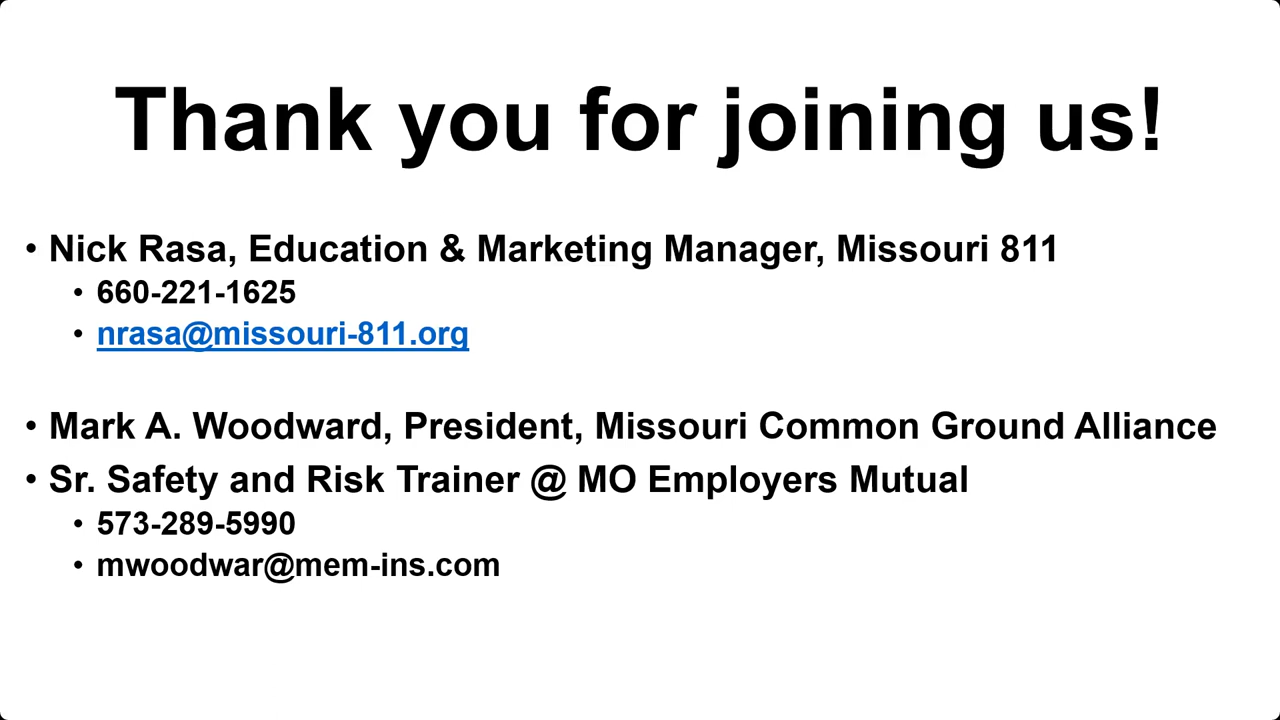 Thank you for joining us!
• Nick Rasa, Education & Marketing Manager, Missouri 811
• 660-221-1625
• nrasa@missouri-811.org
• Mark A. Woodward, President, Missouri Common Ground Alliance
• Sr. Safety and Risk Trainer @ MO Employers Mutual
• 573-289-5990
• mwoodwar@mem-ins.com